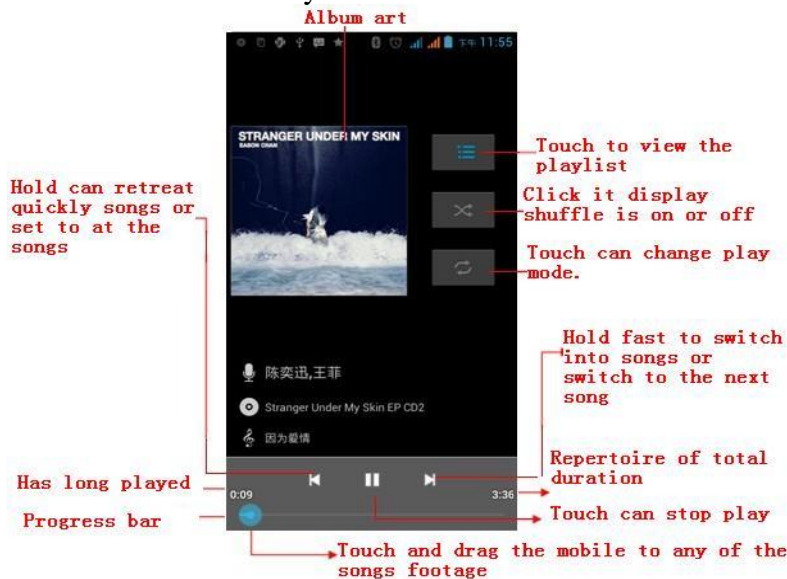 Album art
下午 11:55
STRANGER UNDER MY SKIN
EASON CHAN
Touch to view the
playlist
Click it display
shuffle is on or off
Touch can change play
mode.
Hold can retreat
quickly songs or
set to at the
songs
Hold fast to switch
into songs or
switch to the next
song
陈奕迅,王菲
Stranger Under My Skin EP CD2
因为爱情
Repertoire of total
duration
Has long played
0:09
3:36
Touch can stop play
Progress bar
Touch and drag the mobile to any of the
songs footage